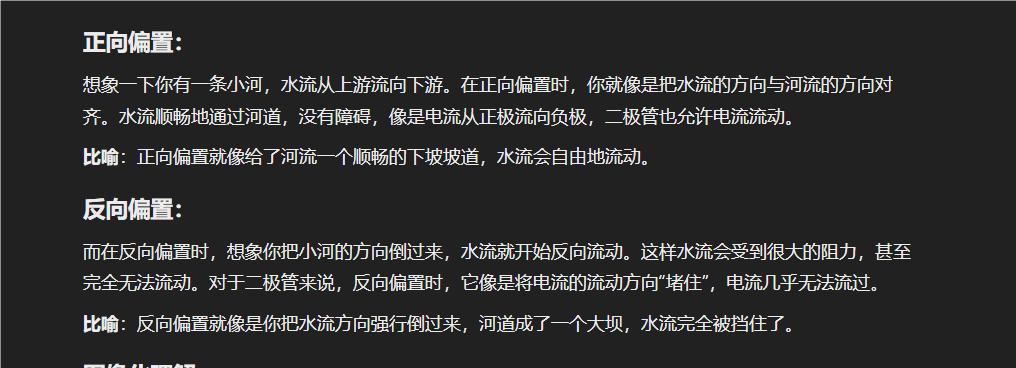 正向偏置：
想象一下你有一条小河，水流从上游流向下游。在正向偏置时，你就像是把水流的方向与河流的方向对
齐。水流顺畅地通过河道，没有障碍，像是电流从正极流向负极，二极管也允许电流流动。
比喻：正向偏置就像给了河流一个顺畅的下坡坡道，水流会自由地流动。
反向偏置：
而在反向偏置时，想象你把小河的方向倒过来，水流就开始反向流动。这样水流会受到很大的阻力，甚至
完全无法流动。对于二极管来说，反向偏置时，它像是将电流的流动方向“堵住”，电流几乎无法流过。
比喻：反向偏置就像是你把水流方向强行倒过来，河道成了一个大坝，水流完全被挡住了。